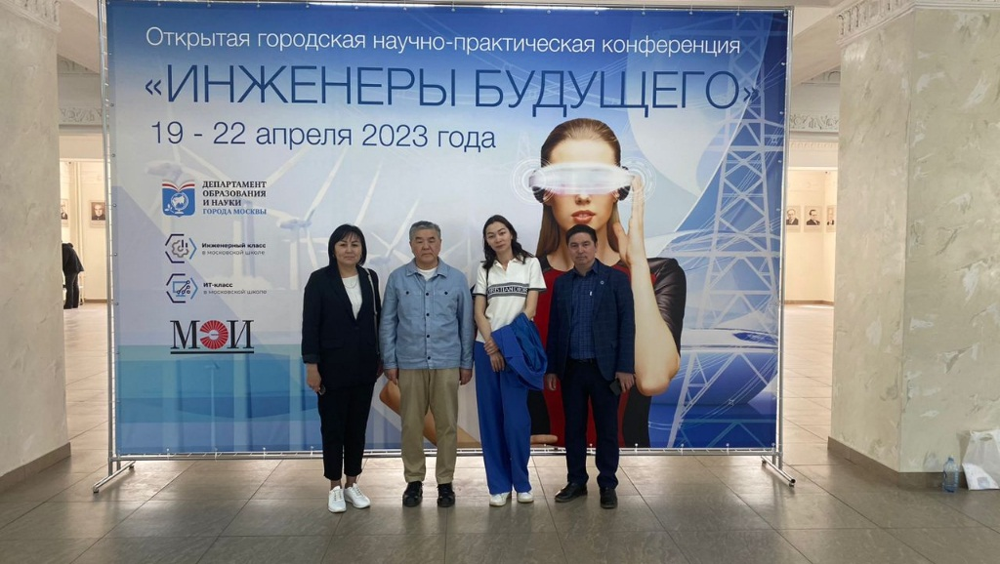 Открытая городская научно-практическая конференция
«ИНЖЕНЕРЫ БУДУЩЕГО»
19 - 22 апреля 2023 года
ДЕПАРТАМЕНТ
ОБРАЗОВАНИЯ
И НАУКИ
ГОРОДА МОСКВЫ
Инженерный класс
в московской школе
ИТ-класс
в московской школе
МЭИ